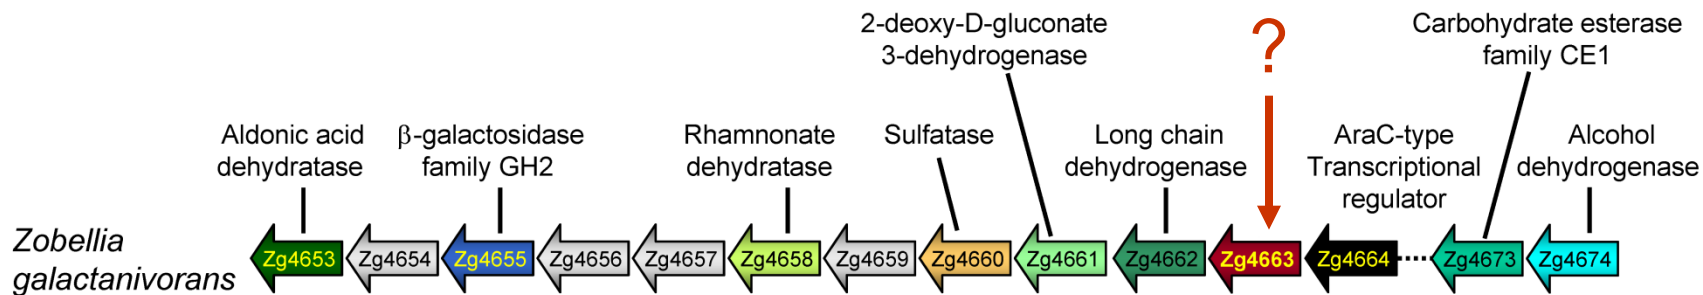 2-deoxy-D-gluconate
3-dehydrogenase
?
Carbohydrate esterase
family CE1
Aldonic acid
dehydratase
β-galactosidase
family GH2
Rhamnonate
dehydratase
Sulfatase
Long chain
dehydrogenase
AraC-type
Transcriptional
regulator
Alcohol
dehydrogenase
Zobellia
galactanivorans
Zg4653 Zg4654 Zg4655 Zg4656 Zg4657 Zg4658 Zg4659 Zg4660 Zg4661 Zg4662 Zg4663 Zg4664 Zg4673 Zg4674